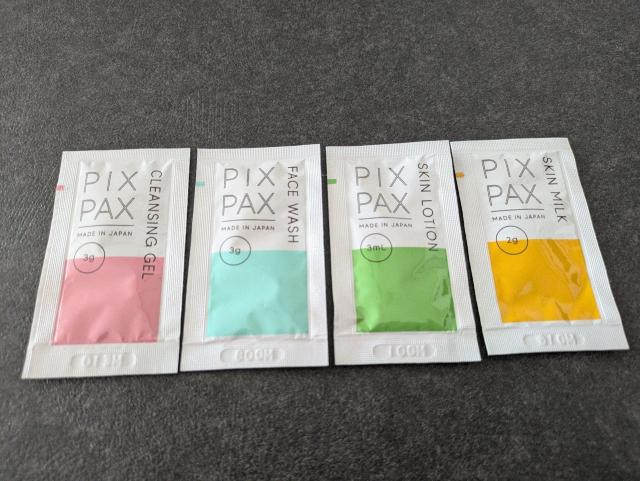 PIX
PAX
MADE IN JAPAN
3g
CLEANSING GEL
PIX
PAX
MADE IN JAPAN
3g
FACE WASH
PIX
PAX
MADE IN JAPAN
3mL
SKIN LOTION
PIX
PAX
MADE IN JAPAN
2g
SKIN MILK